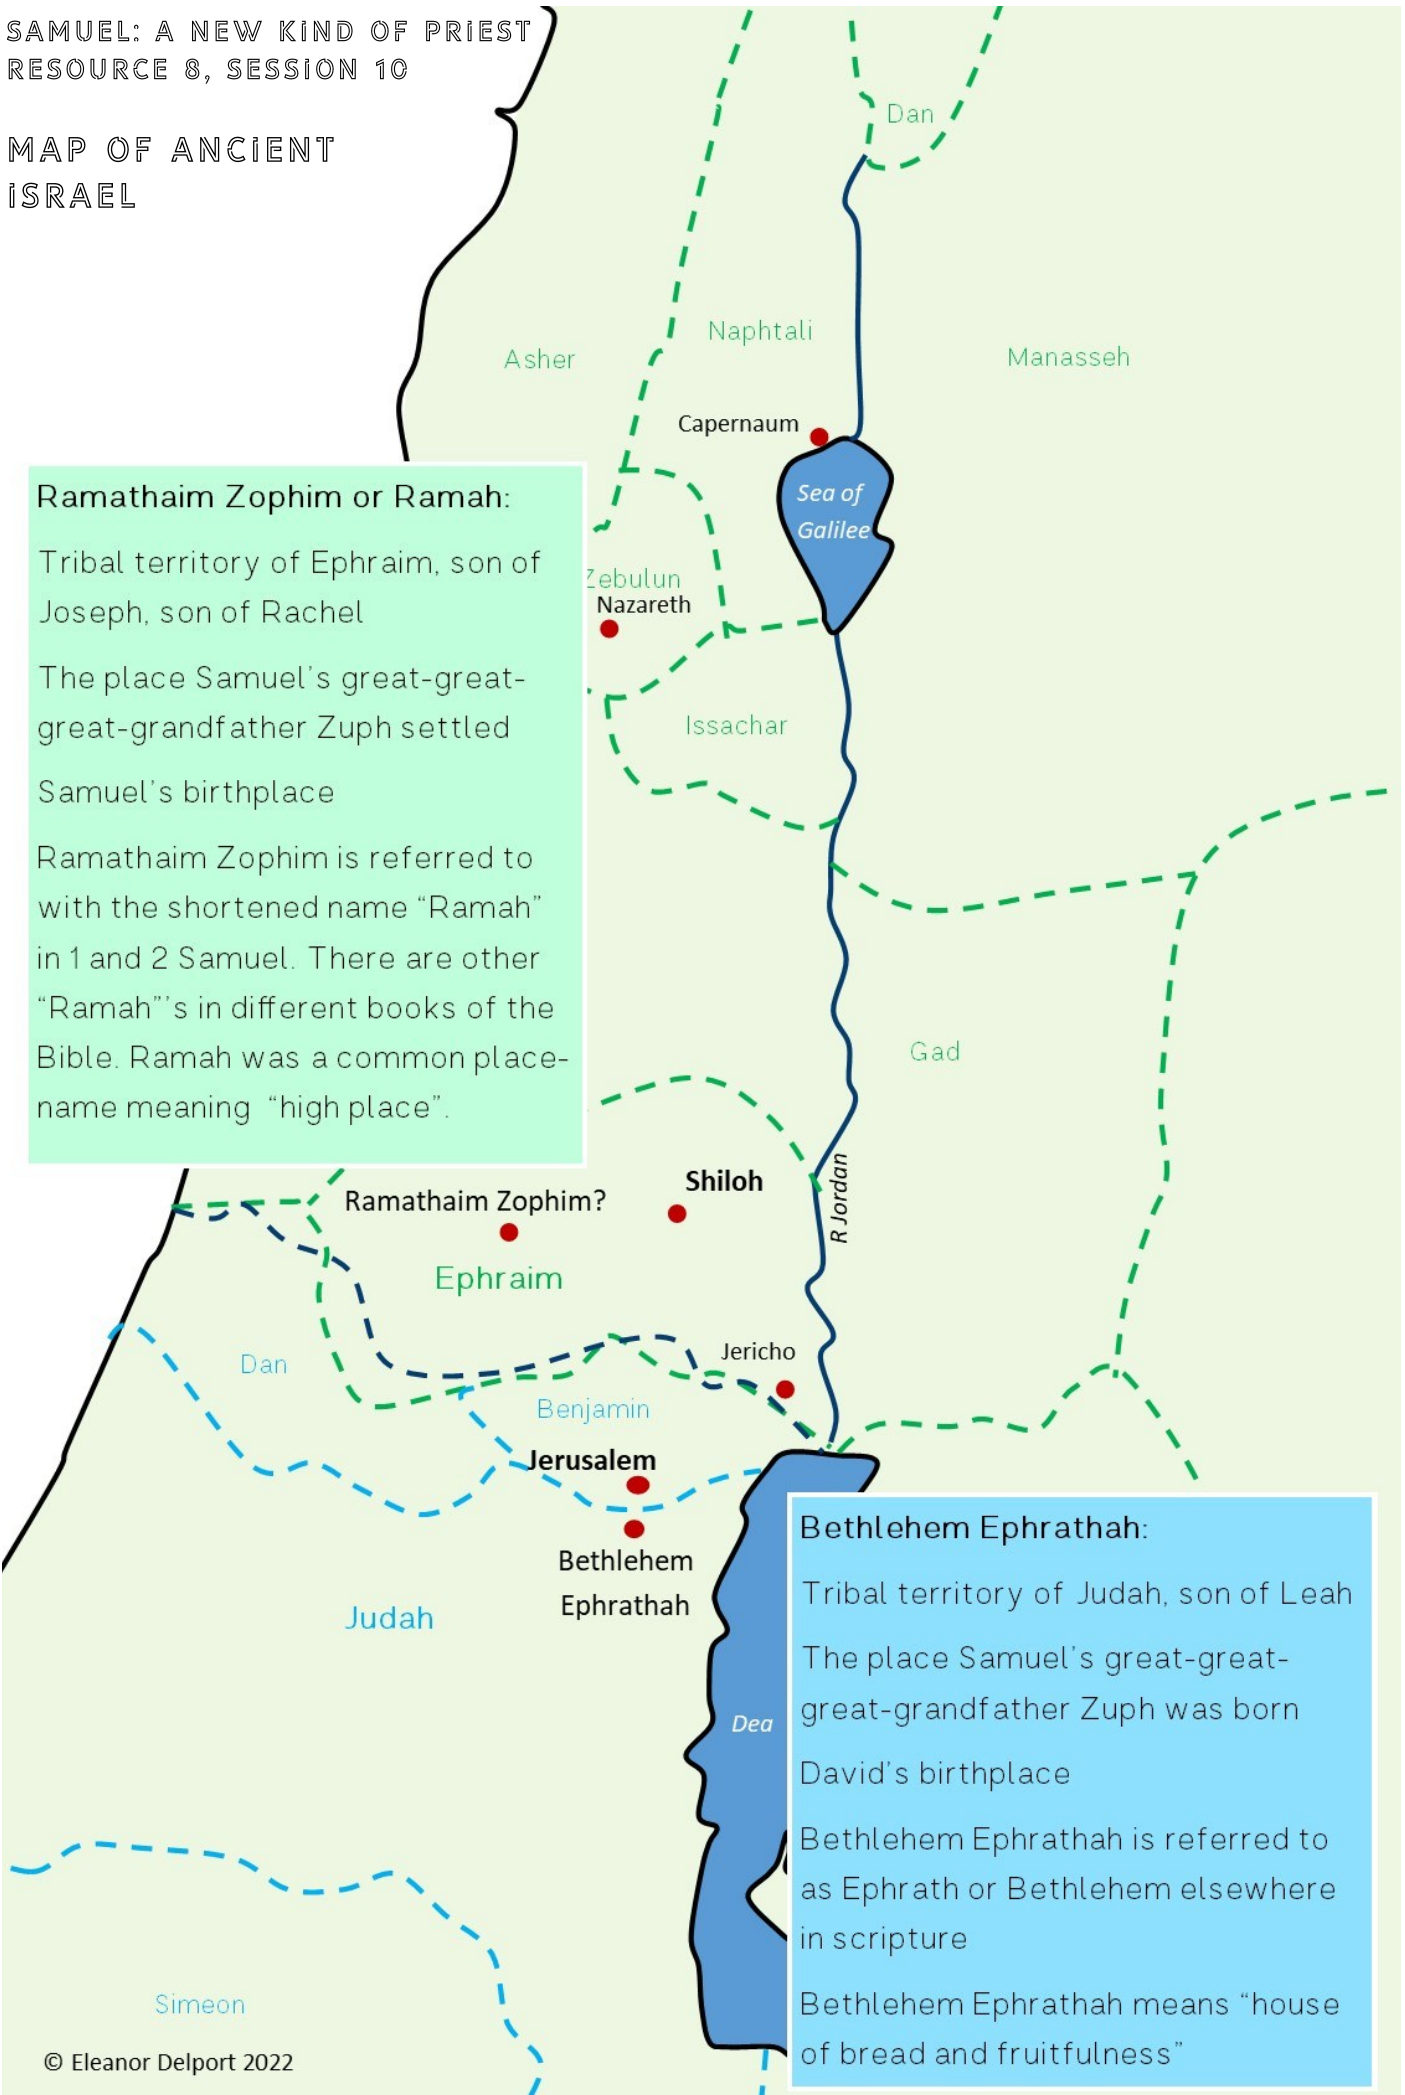 SAMUEL: A NEW KIND OF PRIEST
RESOURCE 8, SESSION 10
MAP OF ANCIENT
ISRAEL
Dan
Naphtali
Asher
Manasseh
Capernaum
Sea of
Galilee
Ramathaim Zophim or Ramah:
Tribal territory of Ephraim, son of
Joseph, son of Rachel
The place Samuel's great-great-
great-grandfather Zuph settled
Samuel's birthplace
Ramathaim Zophim is referred to
with the shortened name “Ramah”
in 1 and 2 Samuel. There are other
“Ramah”'s in different books of the
Bible. Ramah was a common place-
name meaning “high place”.
Zebulun
Nazareth
Issachar
Gad
R Jordan
Shiloh
Ramathaim Zophim?
Ephraim
Jericho
Dan
Benjamin
Jerusalem
Bethlehem
Ephrathah
Judah
Dea
Bethlehem Ephrathah:
Tribal territory of Judah, son of Leah
The place Samuel's great-great-
great-grandfather Zuph was born
David's birthplace
Bethlehem Ephrathah is referred to
as Ephrath or Bethlehem elsewhere
in scripture
Bethlehem Ephrathah means “house
of bread and fruitfulness”
Simeon
© Eleanor Delport 2022